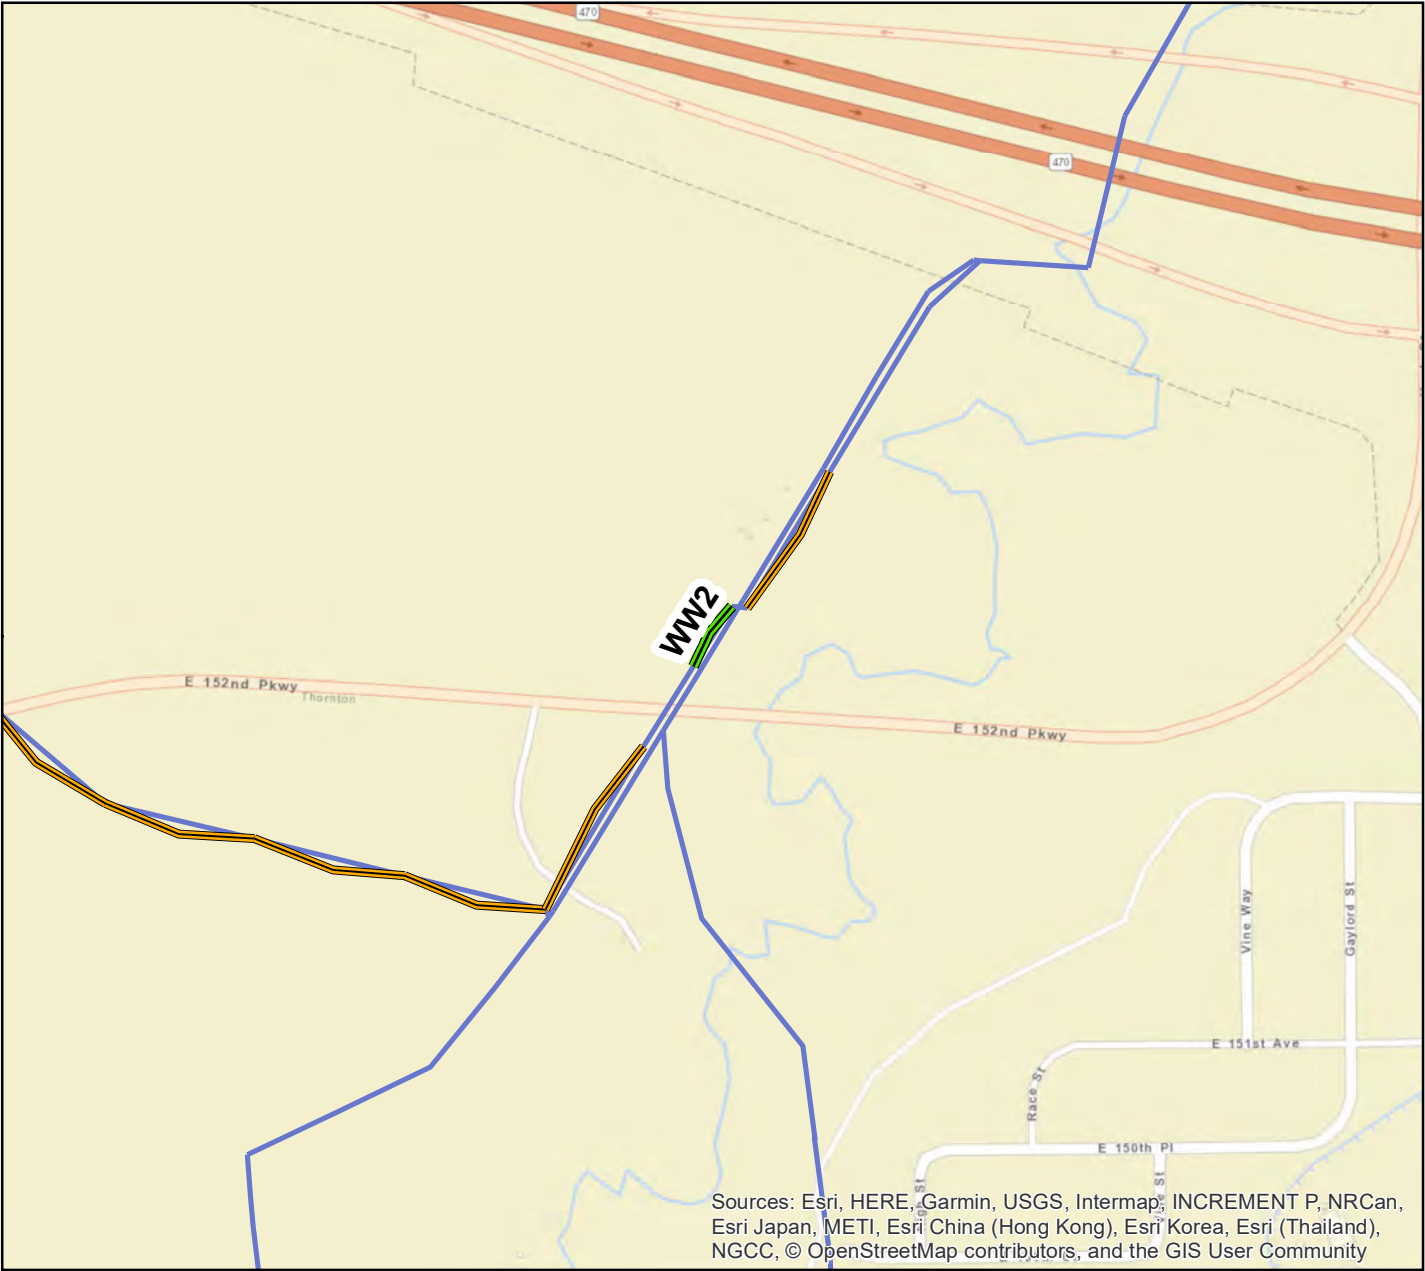 470
470
WW2
E 152nd Pkwy
Thornton
E 152nd Pkwy
Vine Way
Gaylord St
E 151st Ave
Race St
E 150th Pl
Sources: Esri, HERE, Garmin, USGS, Intermap, INCREMENT P, NRCan,
Esri Japan, METI, Esri China (Hong Kong), Esri Korea, Esri (Thailand),
NGCC, © OpenStreetMap contributors, and the GIS User Community